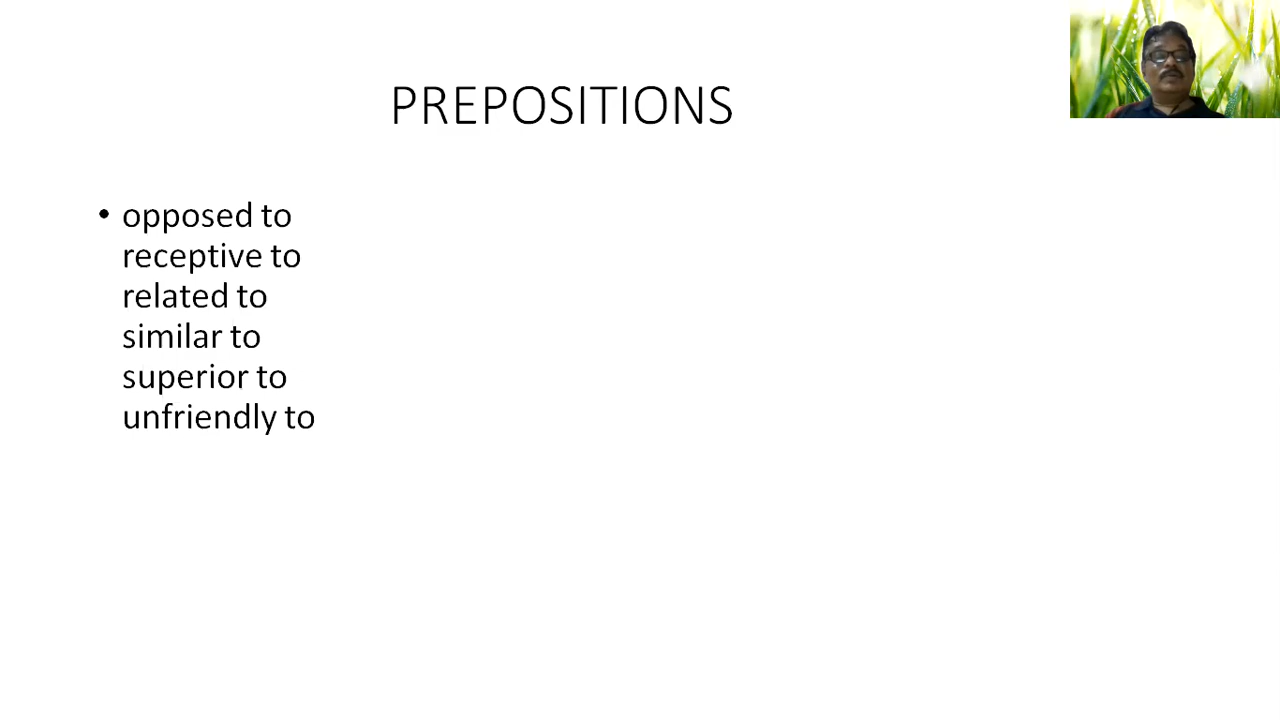 PREPOSITIONS
• opposed to
receptive to
related to
similar to
superior to
unfriendly to